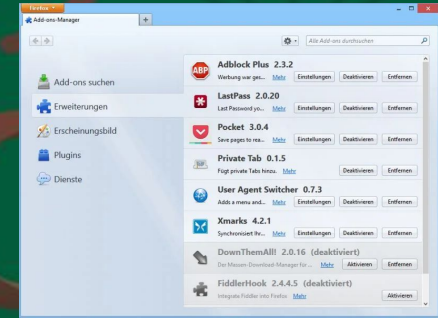 Firefox
Add-ons-Manager
Alle Add-ons durchsuchen
Add-ons suchen
Erweiterungen
Erscheinungsbild
Plugins
Dienste
ABP
Adblock Plus 2.3.2
Werbung war ges... Mehr Einstellungen Deaktivieren Entfernen
LastPass 2.0.20
Last Password yo... Mehr Einstellungen Deaktivieren Entfernen
Pocket 3.0.4
Save pages to rea... Mehr Einstellungen Deaktivieren Entfernen
Private Tab 0.1.5
Fügt private Tabs hinzu. Mehr Deaktivieren Entfernen
User Agent Switcher 0.7.3
Adds a menu and... Mehr Einstellungen Deaktivieren Entfernen
Xmarks 4.2.1
Synchronisiert Ihr... Mehr Einstellungen Deaktivieren Entfernen
DownThemAll! 2.0.16 (deaktiviert)
Der Massen-Download-Manager für ... Mehr Aktivieren Entfernen
FiddlerHook 2.4.4.5 (deaktiviert)
Integrate Fiddler into Firefox Mehr Aktivieren